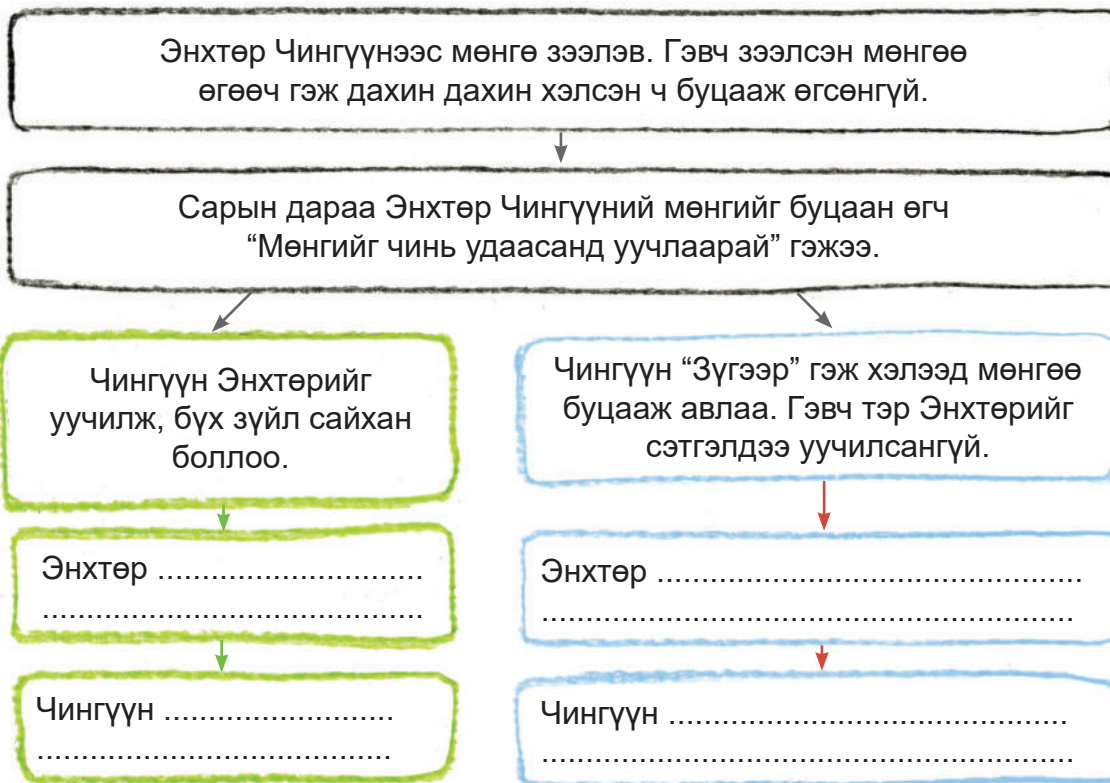 Энхтөр Чингүүнээс мөнгө зээлэв. Гэвч зээлсэн мөнгөө
өгөөч гэж дахин дахин хэлсэн ч буцааж өгсөнгүй.
Сарын дараа Энхтөр Чингүүний мөнгийг буцаан өгч
“Мөнгийг чинь удаасанд уучлаарай” гэжээ.
Чингүүн Энхтөрийг
уучилж, бүх зүйл сайхан
боллоо.
Энхтөр ..............................
...........................................
Чингүүн ..........................
........................................
Чингүүн “Зүгээр” гэж хэлээд мөнгөө
буцааж авлаа. Гэвч тэр Энхтөрийг
сэтгэлдээ уучилсангүй.
Энхтөр ................................................
............................................................
Чингүүн .............................................
............................................................